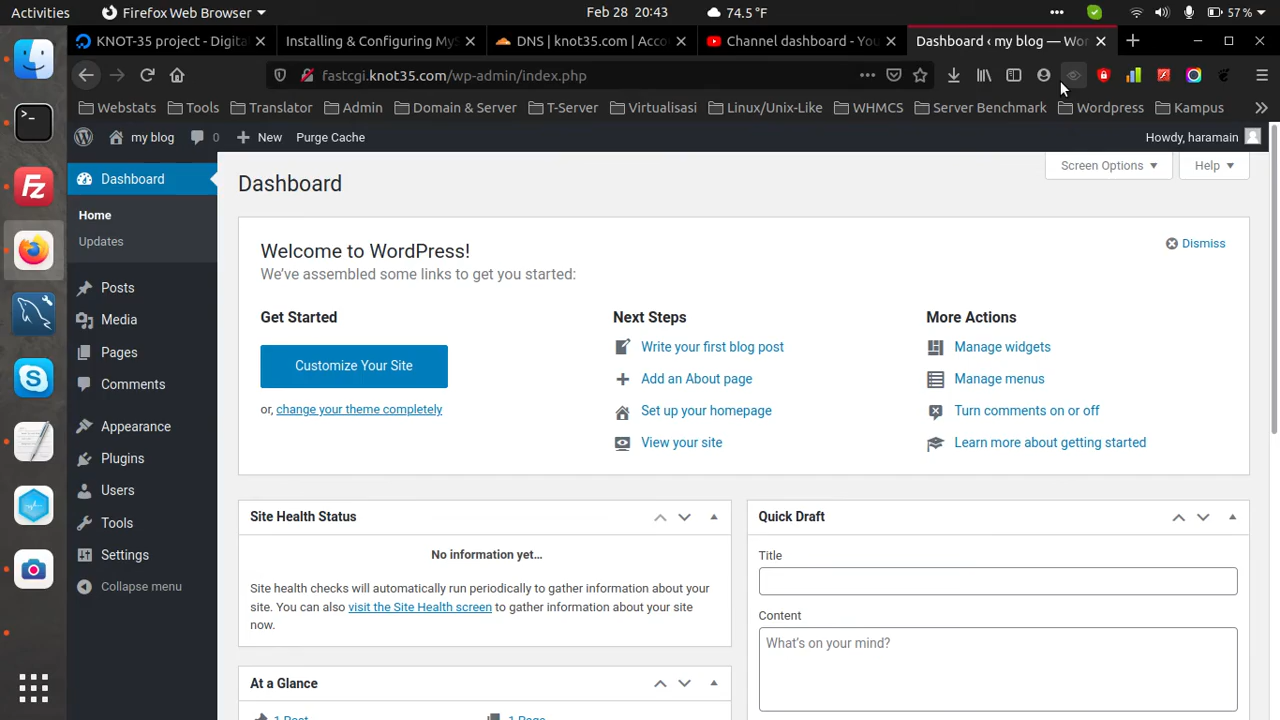 Activities
Firefox Web Browser
Feb 28 20:43
74.5 °F
57 %
KNOT-35 project - Digita
Installing & Configuring MyS
DNS | knot35.com | Acco
Channel dashboard - You
Dashboard ‹ my blog — Wor
fastcgi.knot35.com/wp-admin/index.php
Webstats
Tools
Translator
Admin
Domain & Server
T-Server
Virtualisasi
Linux/Unix-Like
WHMCS
Server Benchmark
Wordpress
Kampus
my blog
0
New
Purge Cache
Howdy, haramain
Dashboard
Home
Updates
Posts
Media
Pages
Comments
Appearance
Plugins
Users
Tools
Settings
Collapse menu
Screen Options
Help
Dashboard
Welcome to WordPress!
Dismiss
We've assembled some links to get you started:
Get Started
Customize Your Site
or, change your theme completely
Next Steps
Write your first blog post
Add an About page
Set up your homepage
View your site
More Actions
Manage widgets
Manage menus
Turn comments on or off
Learn more about getting started
Site Health Status
No information yet…
Site health checks will automatically run periodically to gather information about your
site. You can also visit the Site Health screen to gather information about your site
now.
At a Glance
1 Post
1 Page
Quick Draft
Title
Content
What's on your mind?